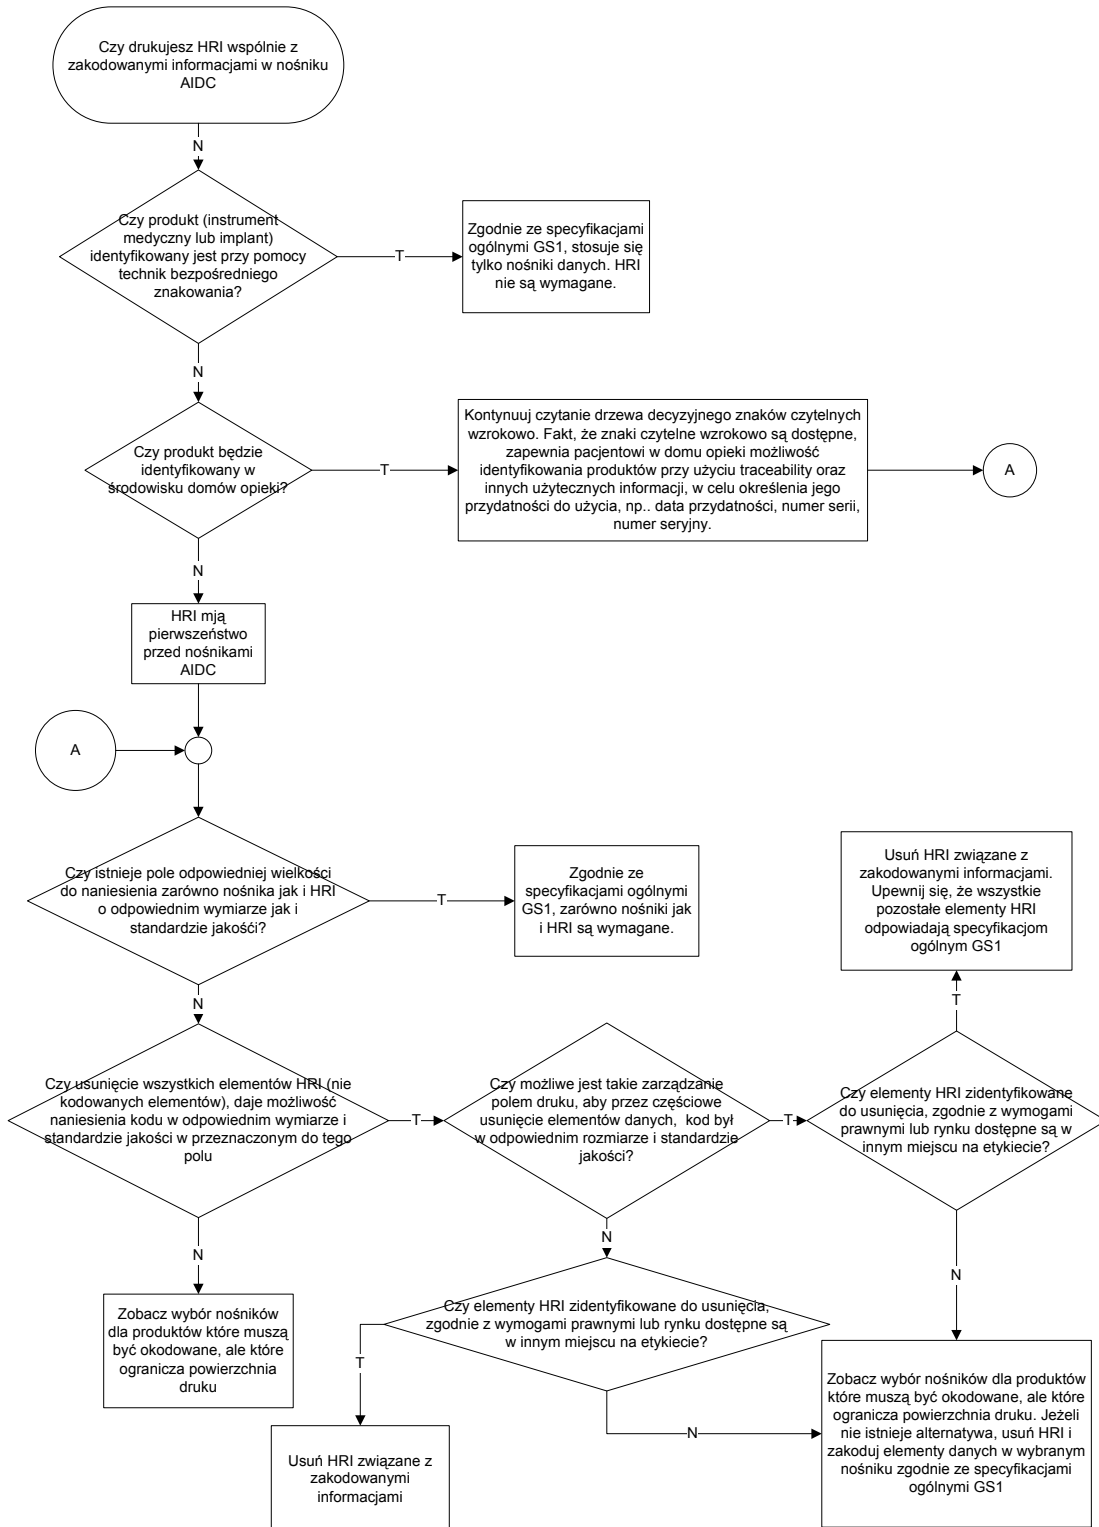 Czy drukujesz HRI wspólnie z
zakodowanymi informacjami w nośniku
AIDC
N
Czy produkt (instrument
medyczny lub implant)
identyfikowany jest przy pomocy
technik bezpośredniego
znakowania?
T
Zgodnie ze specyfikacjami
ogólnymi GS1, stosuje się
tylko nośniki danych. HRI
nie są wymagane.
N
Czy produkt będzie
identyfikowany w
środowisku domów opieki?
T
Kontynuuj czytanie drzewa decyzyjnego znaków czytelnych
wzrokowo. Fakt, że znaki czytelne wzrokowo są dostępne,
zapewnia pacjentowi w domu opieki możliwość
identyfikowania produktów przy użyciu traceability oraz
innych użytecznych informacji, w celu określenia jego
przydatności do użycia, np.. data przydatności, numer serii,
numer seryjny.
A
N
HRI mją
pierwszeństwo
przed nośnikami
AIDC
A
Czy istnieje pole odpowiedniej wielkości
do naniesienia zarówno nośnika jak i HRI
o odpowiednim wymiarze jak i
standardzie jakośći?
T
Zgodnie ze
specyfikacjami ogólnymi
GS1, zarówno nośniki jak
i HRI są wymagane.
Usuń HRI związane z
zakodowanymi informacjami.
Upewnij się, że wszystkie
pozostałe elementy HRI
odpowiadają specyfikacjom
ogólnym GS1
N
T
Czy usunięcie wszystkich elementów HRI (nie
kodowanych elementów), daje możliwość
naniesienia kodu w odpowiednim wymiarze i
standardzie jakości w przeznaczonym do tego
polu
T
Czy możliwe jest takie zarządzanie
polem druku, aby przez częściowe
usunięcie elementów danych, kod był
w odpowiednim rozmiarze i standardzie
jakości?
T
Czy elementy HRI zidentyfikowane
do usunięcia, zgodnie z wymogami
prawnymi lub rynku dostępne są w
innym miejscu na etykiecie?
N
N
N
Zobacz wybór nośników
dla produktów które muszą
być okodowane, ale które
ogranicza powierzchnia
druku
Czy elementy HRI zidentyfikowane do usunięcia,
zgodnie z wymogami prawnymi lub rynku dostępne są
w innym miejscu na etykiecie?
T
N
Usuń HRI związane z
zakodowanymi
informacjami
Zobacz wybór nośników dla produktów
które muszą być okodowane, ale które
ogranicza powierzchnia druku. Jeżeli
nie istnieje alternatywa, usuń HRI i
zakoduj elementy danych w wybranym
nośniku zgodnie ze specyfikacjami
ogólnymi GS1